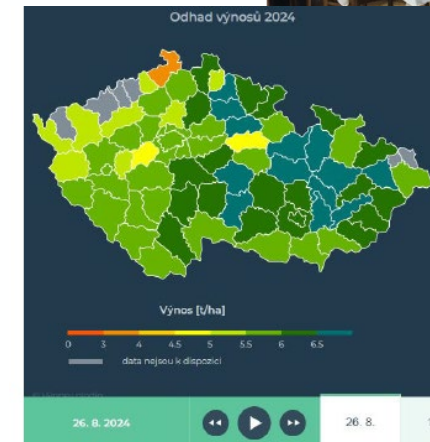 Odhad výnosů 2024
Výnos [t/ha]
0 3 4 4.5 5 5.5 6 6.5
data nejsou k dispozici
26. 8. 2024
26. 8.